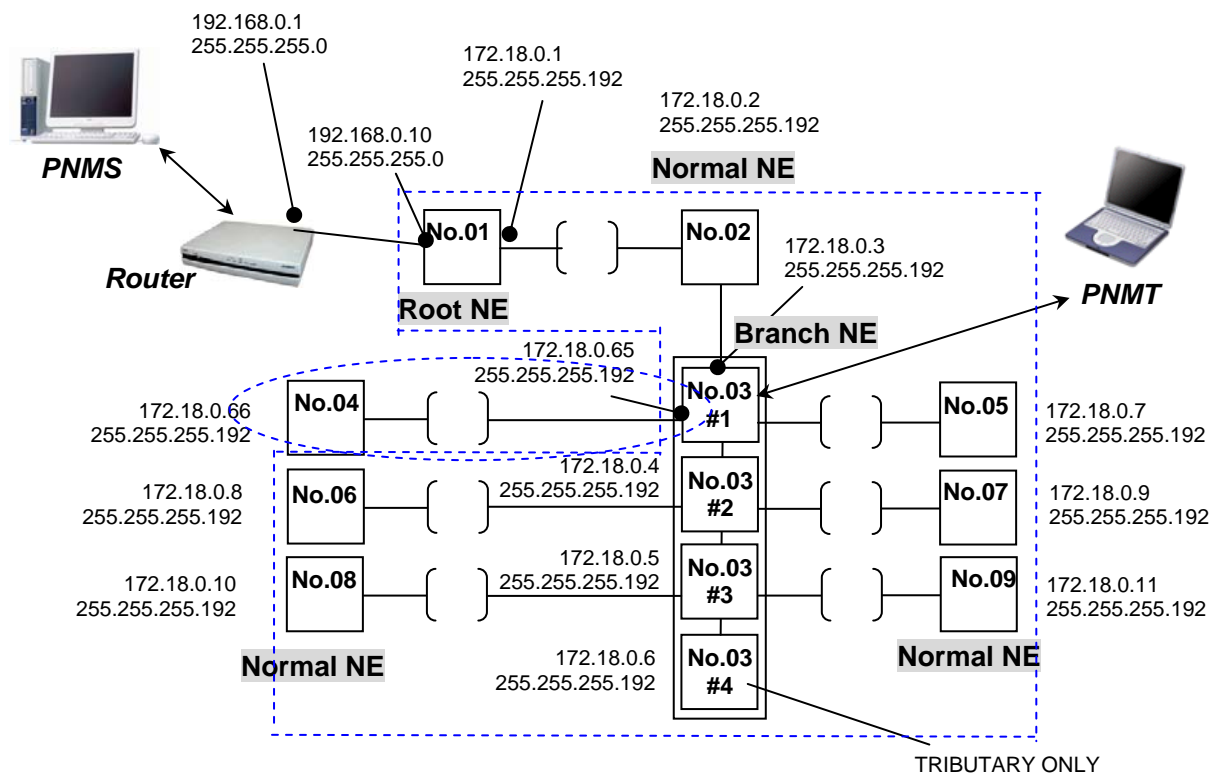 192.168.0.1
255.255.255.0
172.18.0.1
255.255.255.192
172.18.0.2
255.255.255.192
192.168.0.10
255.255.255.0
PNMS
Normal NE
No.01
No.02
172.18.0.3
255.255.255.192
Router
PNMT
Root NE
Branch NE
172.18.0.65
255.255.255.192
No.04
172.18.0.66
255.255.255.192
No.03
#1
No.05
172.18.0.7
255.255.255.192
172.18.0.4
255.255.255.192
172.18.0.8
255.255.255.192
No.06
No.03
#2
No.07
172.18.0.9
255.255.255.192
172.18.0.5
255.255.255.192
172.18.0.10
255.255.255.192
No.08
No.03
#3
No.09
172.18.0.11
255.255.255.192
Normal NE
172.18.0.6
255.255.255.192
No.03
#4
Normal NE
TRIBUTARY ONLY